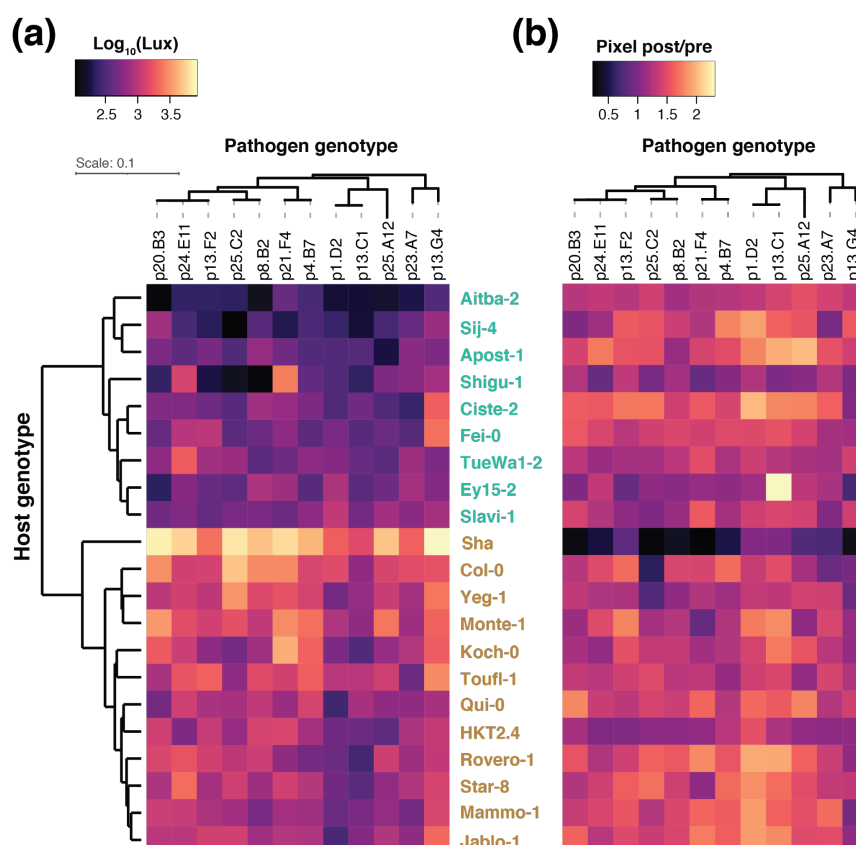 (a)
Log10(Lux)
2.5 3 3.5
Pathogen genotype
Scale: 0.1
p20.B3 p24.E11 p13.F2 p25.C2 p8.B2 p21.F4 p4.B7 p1.D2 p13.C1 p25.A12 p23.A7 p13.G4
Host genotype
Aitba-2
Sij-4
Apost-1
Shigu-1
Ciste-2
Fei-0
TueWa1-2
Ey15-2
Slavi-1
Sha
Col-0
Yeg-1
Monte-1
Koch-0
Toufl-1
Qui-0
HKT2.4
Rovero-1
Star-8
Mammo-1
Jablo-1
(b)
Pixel post/pre
0.5 1 1.5 2
Pathogen genotype
p20.B3 p24.E11 p13.F2 p25.C2 p8.B2 p21.F4 p4.B7 p1.D2 p13.C1 p25.A12 p23.A7 p13.G4